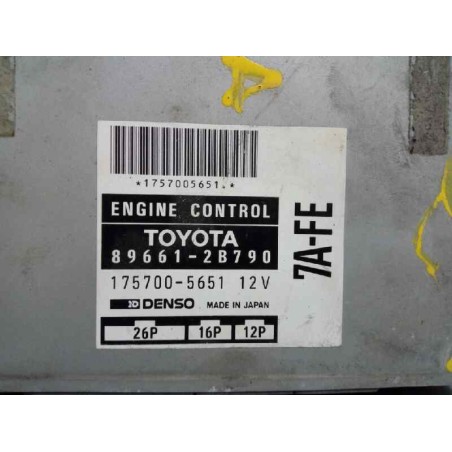 *1757005651.*
ENGINE CONTROL
TOYOTA
89661-2B790
175700-5651 12V
DENSO MADE IN JAPAN
26P 16P 12P
7A-FE